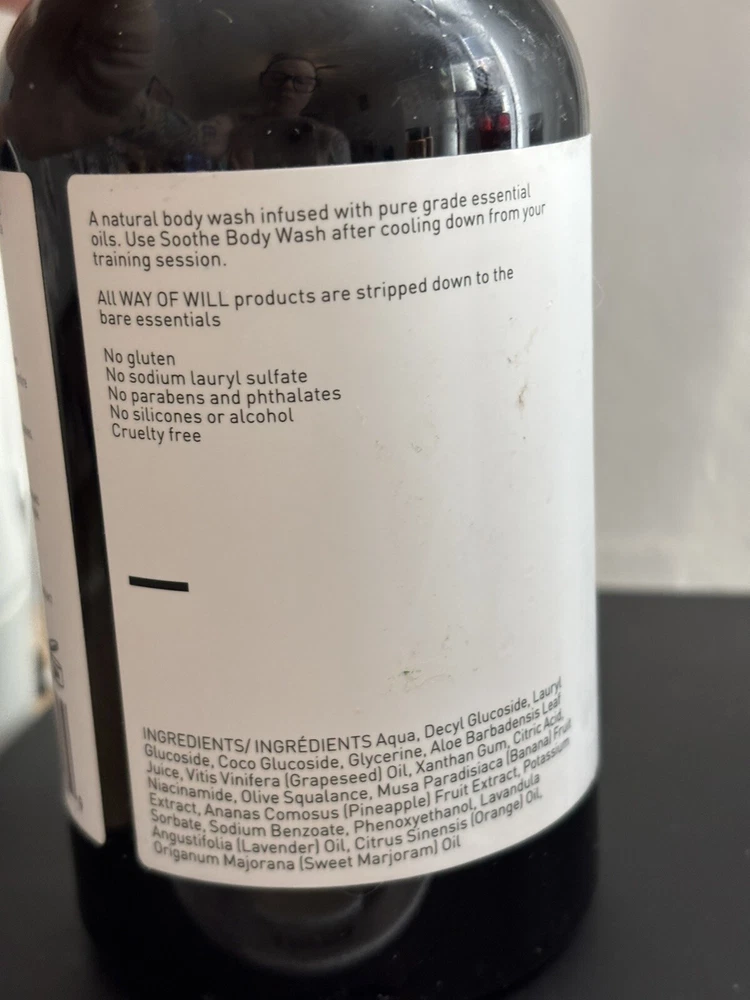 A natural body wash infused with pure grade essential
oils. Use Soothe Body Wash after cooling down from your
training session.
All WAY OF WILL products are stripped down to the
bare essentials
No gluten
No sodium lauryl sulfate
No parabens and phthalates
No silicones or alcohol
Cruelty free
INGREDIENTS/ INGRÉDIENTS Aqua, Decyl Glucoside, Lauryl
Glucoside, Coco Glucoside, Glycerine, Aloe Barbadensis Leaf
Juice, Vitis Vinifera (Grapeseed) Oil, Xanthan Gum, Citric Acid,
Niacinamide, Olive Squalance, Musa Paradisiaca (Banana) Fruit
Extract, Ananas Comosus (Pineapple) Fruit Extract, Potassium
Sorbate, Sodium Benzoate, Phenoxyethanol, Lavandula
Angustifolia (Lavender) Oil, Citrus Sinensis (Orange) Oil,
Origanum Majorana (Sweet Marjoram) Oil